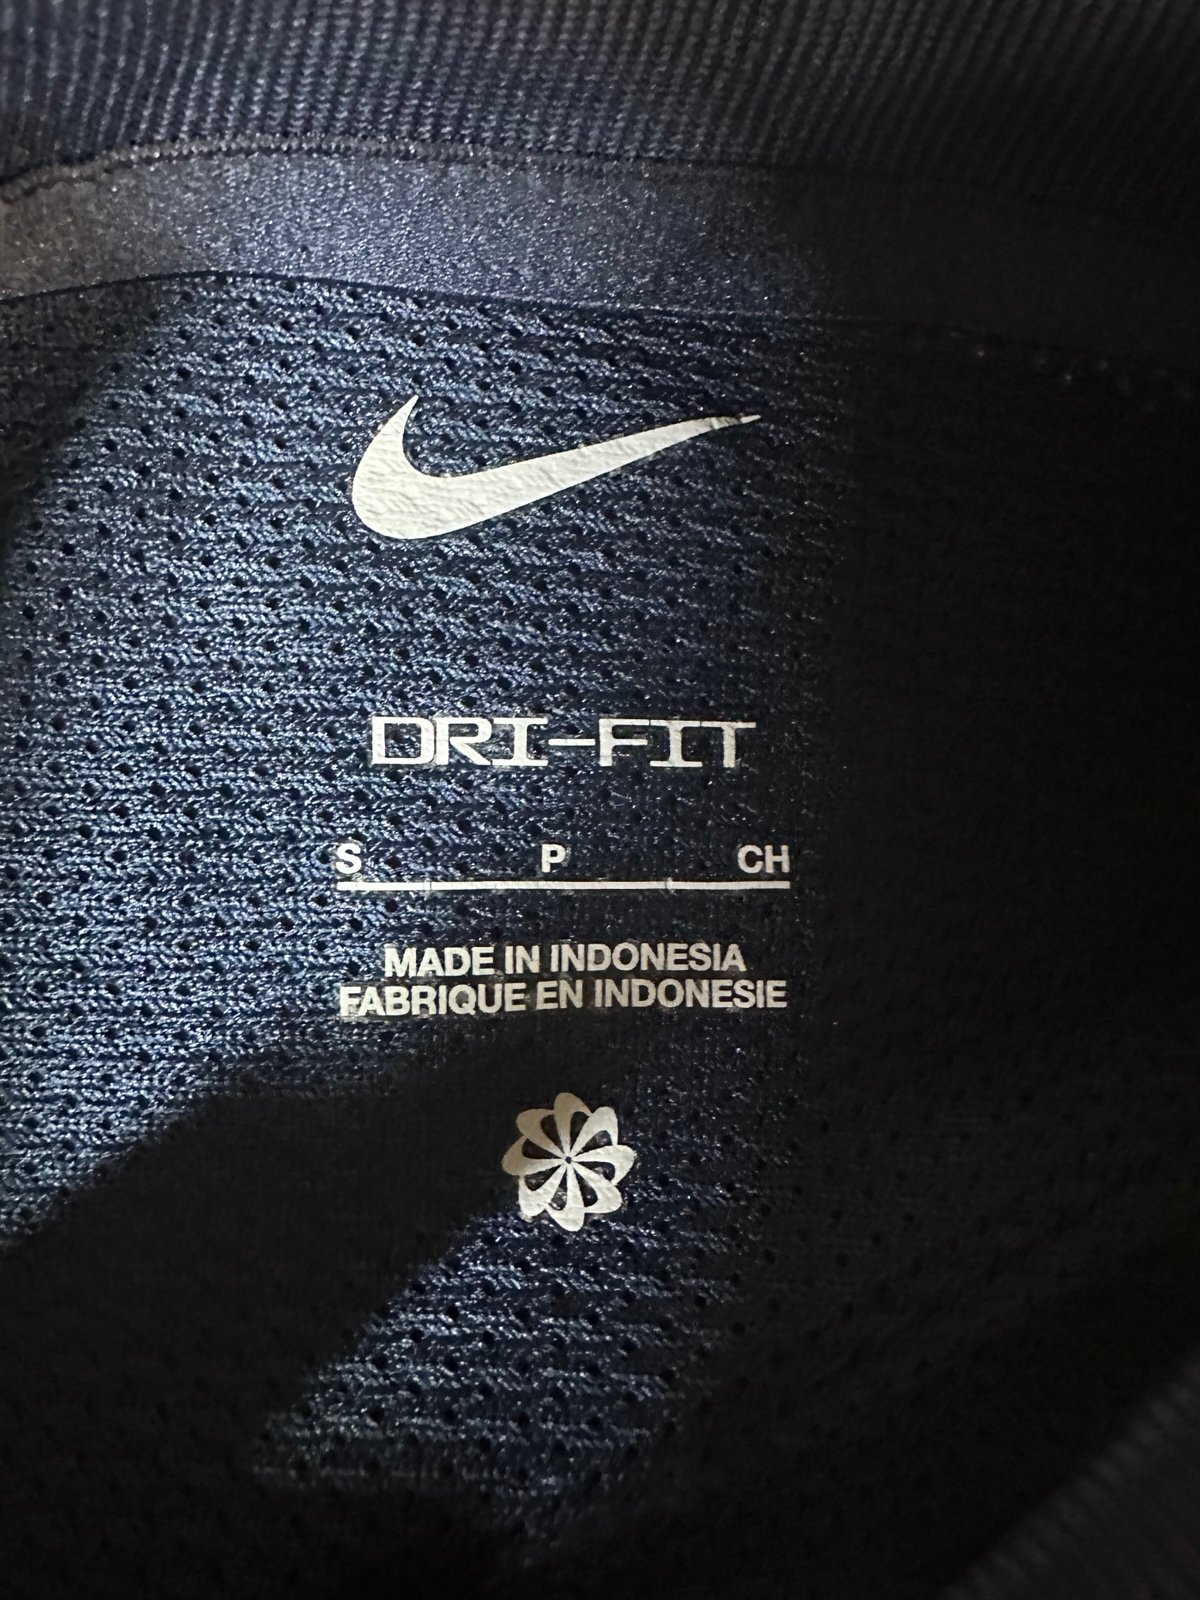 DRI-FIT
S P CH
MADE IN INDONESIA
FABRIQUE EN INDONESIE